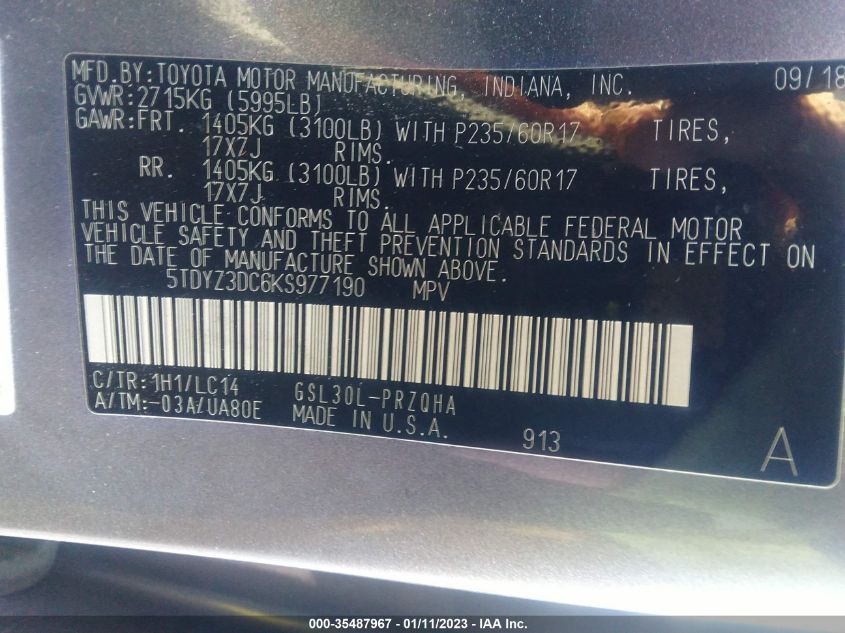 MFD.BY:TOYOTA MOTOR MANUFACTURING, INDIANA, INC. 09/18
GVWR:2715KG (5995LB)
GAWR:FRT. 1405KG (3100LB) WITH P235/60R17 TIRES,
17X7J RIMS.
RR. 1405KG (3100LB) WITH P235/60R17 TIRES,
17X7J RIMS.
THIS VEHICLE CONFORMS TO ALL APPLICABLE FEDERAL MOTOR
VEHICLE SAFETY AND THEFT PREVENTION STANDARDS IN EFFECT ON
THE DATE OF MANUFACTURE SHOWN ABOVE.
5TDYZ3DC6KS977190 MPV
C/TR:1H1/LC14 GSL30L-PRZQHA
A/TM:-03A/UA80E MADE IN U.S.A. 913 A
000-35487967 - 01/11/2023 - IAA Inc.